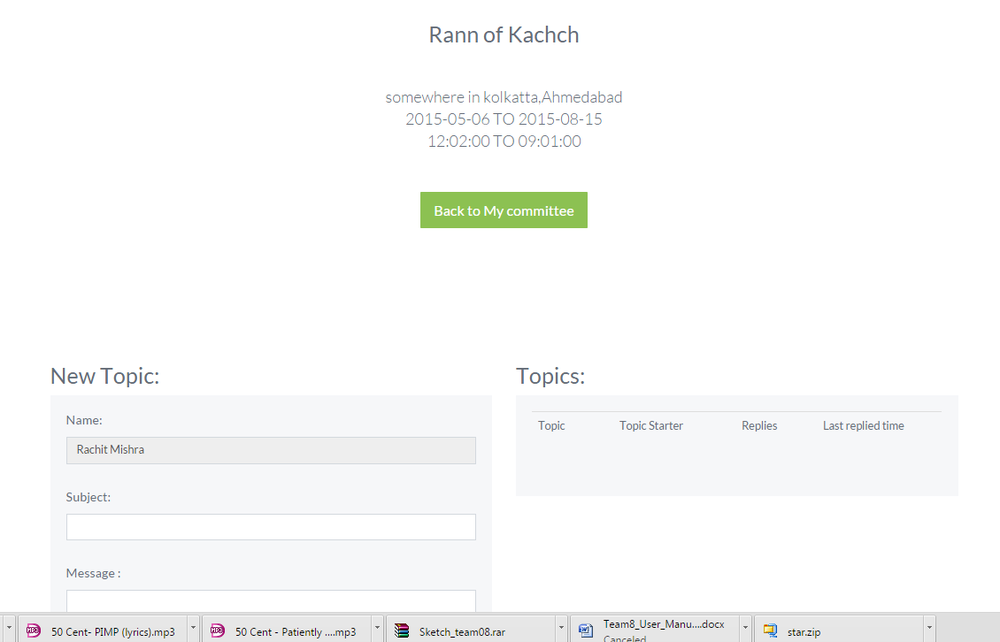 Rann of Kachch
somewhere in kolkatta,Ahmedabad
2015-05-06 TO 2015-08-15
12:02:00 TO 09:01:00
Back to My committee
New Topic:
Name:
Rachit Mishra
Subject:
Message :
Topics:
Topic Topic Starter Replies Last replied time
50 Cent- PIMP (lyrics).mp3
50 Cent - Patiently ....mp3
Sketch_team08.rar
Team8_User_Manu....docx
Canceled
star.zip